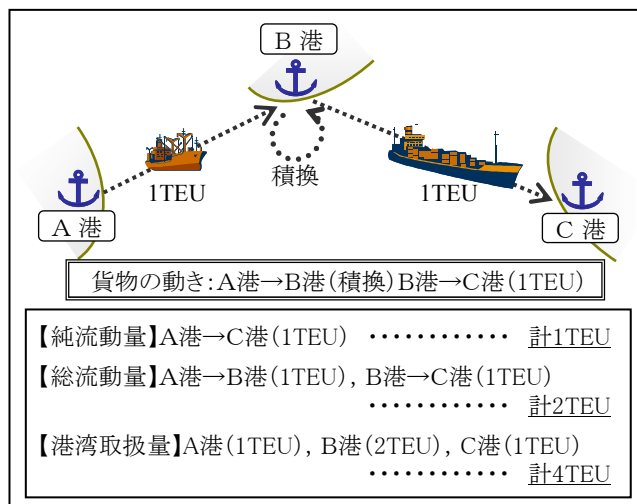 B 港
1TEU
積換
1TEU
A 港
C 港
貨物の動き:A港→B港(積換)B港→C港(1TEU)
【純流動量】A港→C港(1TEU) ………… 計1TEU
【総流動量】A港→B港(1TEU), B港→C港(1TEU)
………… 計2TEU
【港湾取扱量】A港(1TEU), B港(2TEU), C港(1TEU)
………… 計4TEU